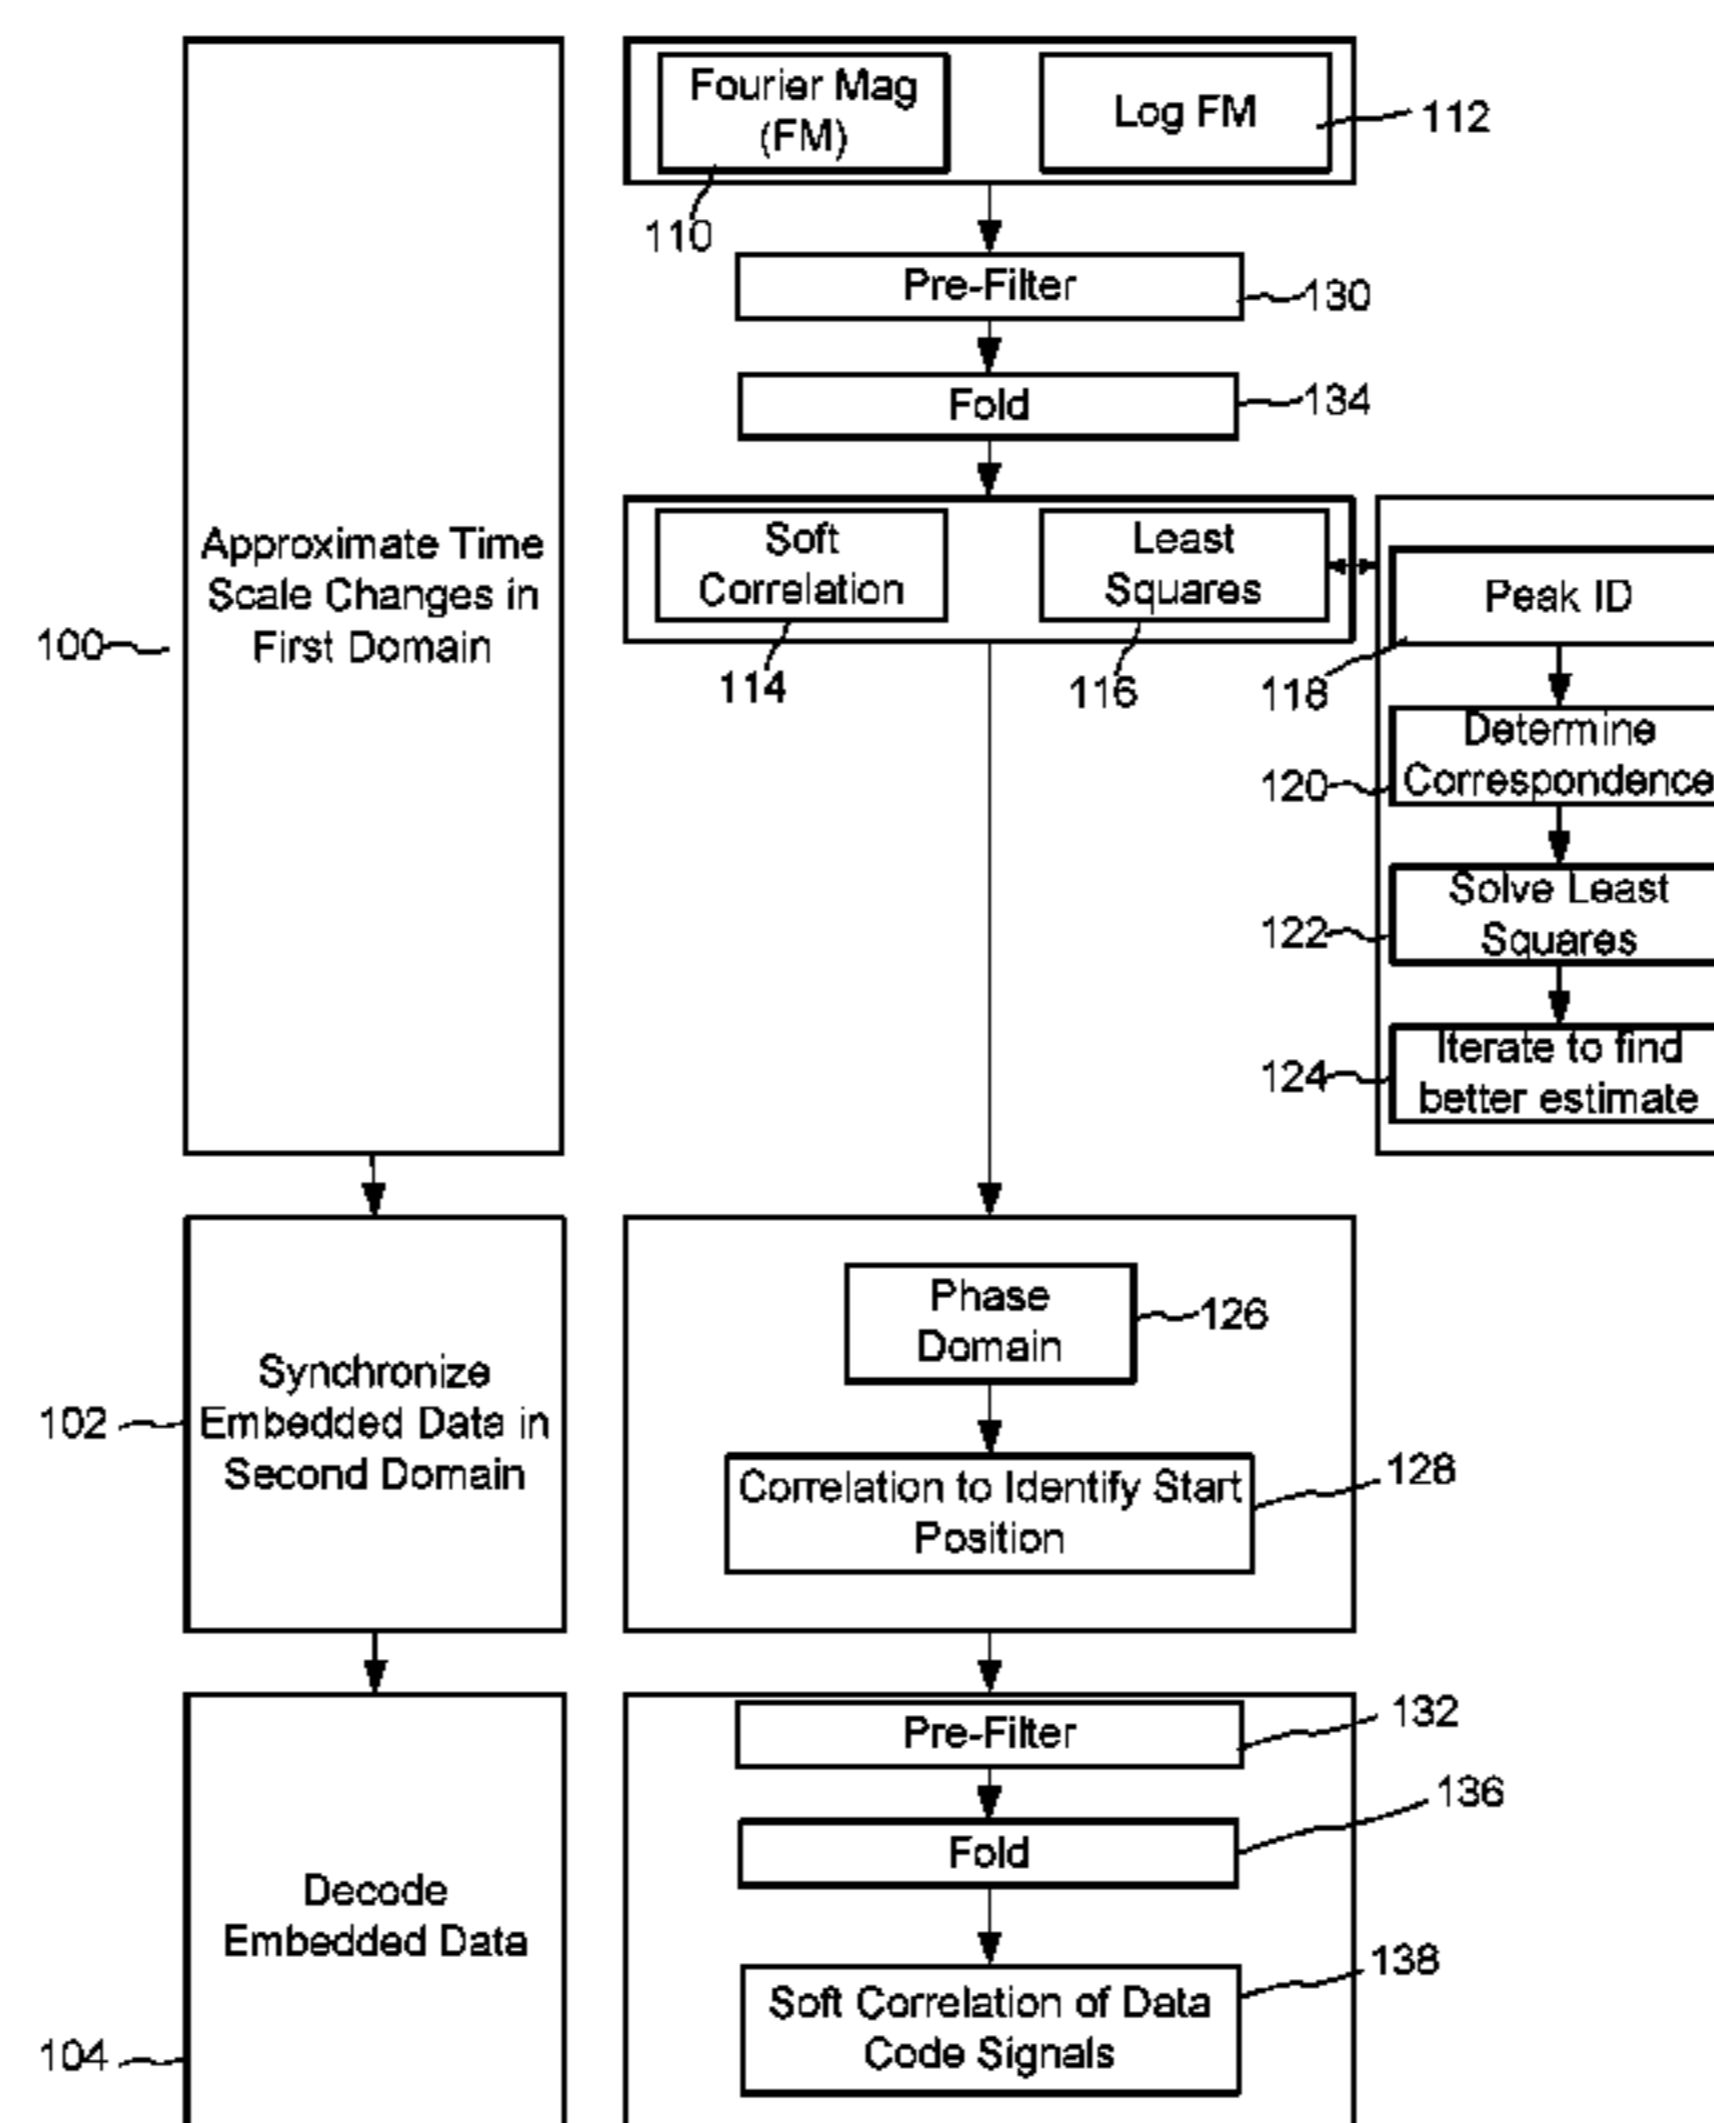 Approximate Time
Scale Changes in
First Domain
100
Synchronize
Embedded Data in
Second Domain
102
Decode
Embedded Data
104
Fourier Mag
(FM)
110
Log FM
112
Pre-Filter
130
Fold
134
Soft
Correlation
114
Least
Squares
116
Peak ID
118
Determine
Correspondence
120
Solve Least
Squares
122
Iterate to find
better estimate
124
Phase
Domain
126
Correlation to Identify Start
Position
128
Pre-Filter
132
Fold
136
Soft Correlation of Data
Code Signals
138